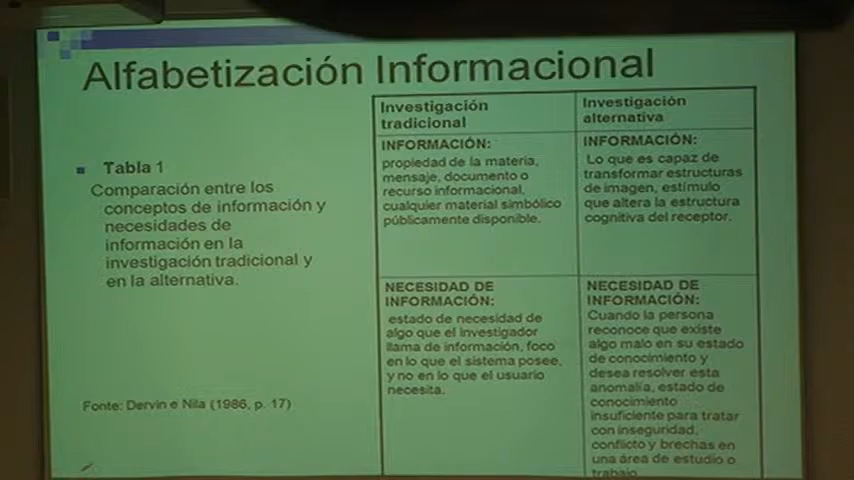 Alfabetización Informacional
Tabla 1
Comparación entre los
conceptos de información y
necesidades de
información en la
investigación tradicional y
en la alternativa.
Fonte: Dervin e Nila (1986, p. 17)
Investigación
tradicional
INFORMACIÓN:
propiedad de la materia,
mensaje, documento o
recurso informacional,
cualquier material simbólico
públicamente disponible.
NECESIDAD DE
INFORMACIÓN:
estado de necesidad de
algo que el investigador
llama de información, foco
en lo que el sistema posee,
y no en lo que el usuario
necesita.
Investigación
alternativa
INFORMACIÓN:
Lo que es capaz de
transformar estructuras
de imagen, estímulo
que altera la estructura
cognitiva del receptor.
NECESIDAD DE
INFORMACIÓN:
Cuando la persona
reconoce que existe
algo malo en su estado
de conocimiento y
desea resolver esta
anomalía, estado de
conocimiento
insuficiente para tratar
con inseguridad,
conflicto y brechas en
una área de estudio o
trabajo